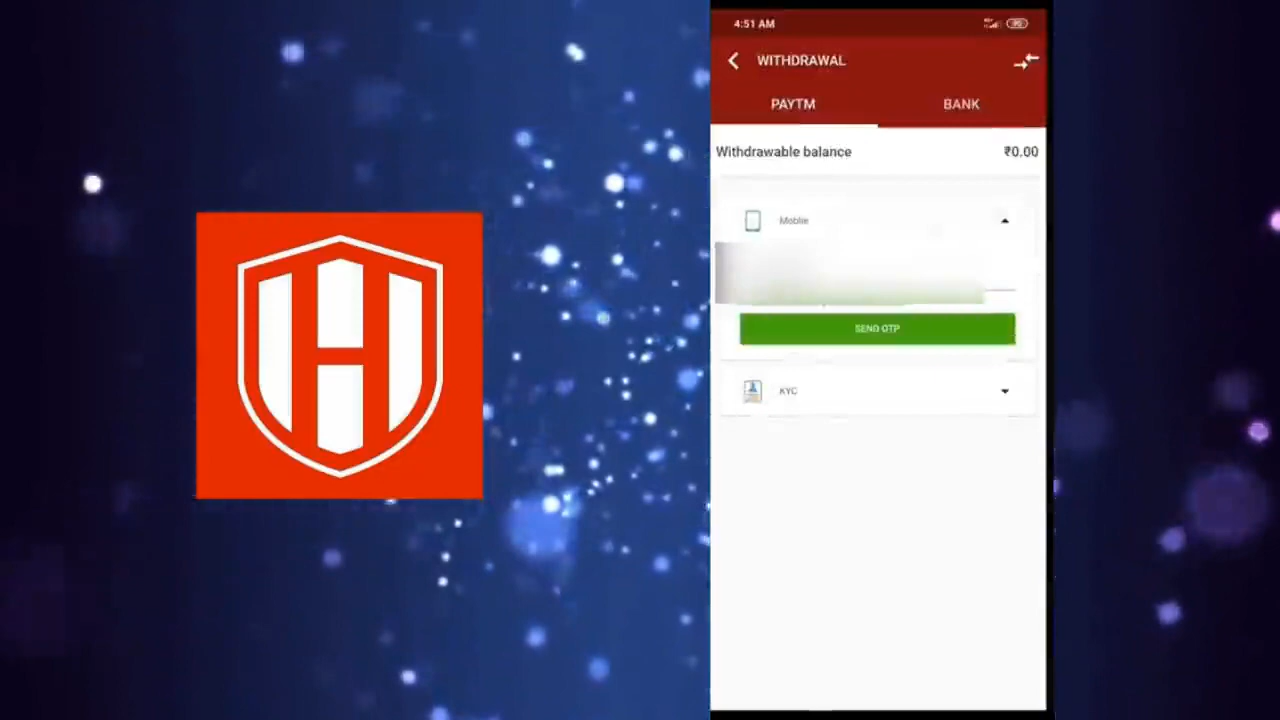 H
4:51 AM
WITHDRAWAL
PAYTM
BANK
Withdrawable balance
₹0.00
Mobile
SEND OTP
KYC